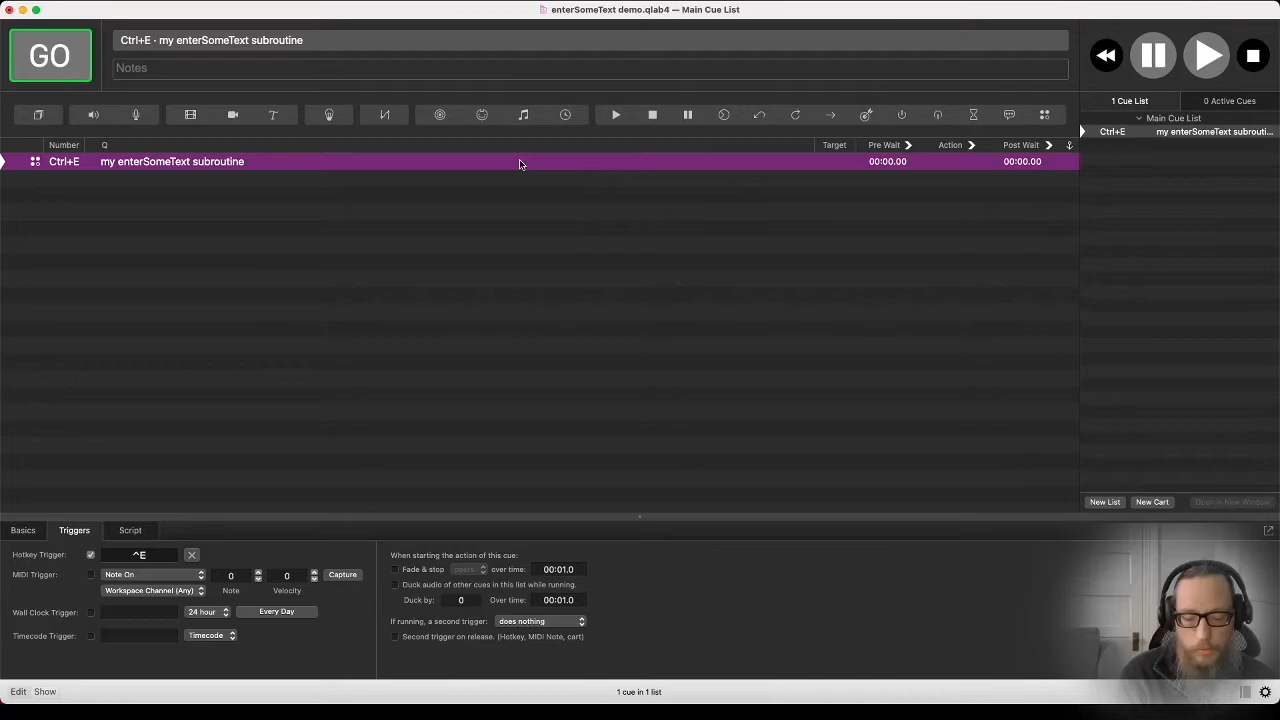 enterSomeText demo.qlab4 — Main Cue List
GO
Ctrl+E · my enterSomeText subroutine
Notes
1 Cue List
0 Active Cues
Main Cue List
Ctrl+E my enterSomeText subrouti...
Number Q Target Pre Wait Action Post Wait
Ctrl+E my enterSomeText subroutine 00:00.00 00:00.00
New List
New Cart
Open in New Window
Basics Triggers Script
Hotkey Trigger: ^E
MIDI Trigger: Note On 0 0 Capture
Workspace Channel (Any) Note Velocity
Wall Clock Trigger: 24 hour Every Day
Timecode Trigger: Timecode
When starting the action of this cue:
Fade & stop peers over time: 00:01.0
Duck audio of other cues in this list while running.
Duck by: 0 Over time: 00:01.0
If running, a second trigger: does nothing
Second trigger on release. (Hotkey, MIDI Note, cart)
Edit Show
1 cue in 1 list